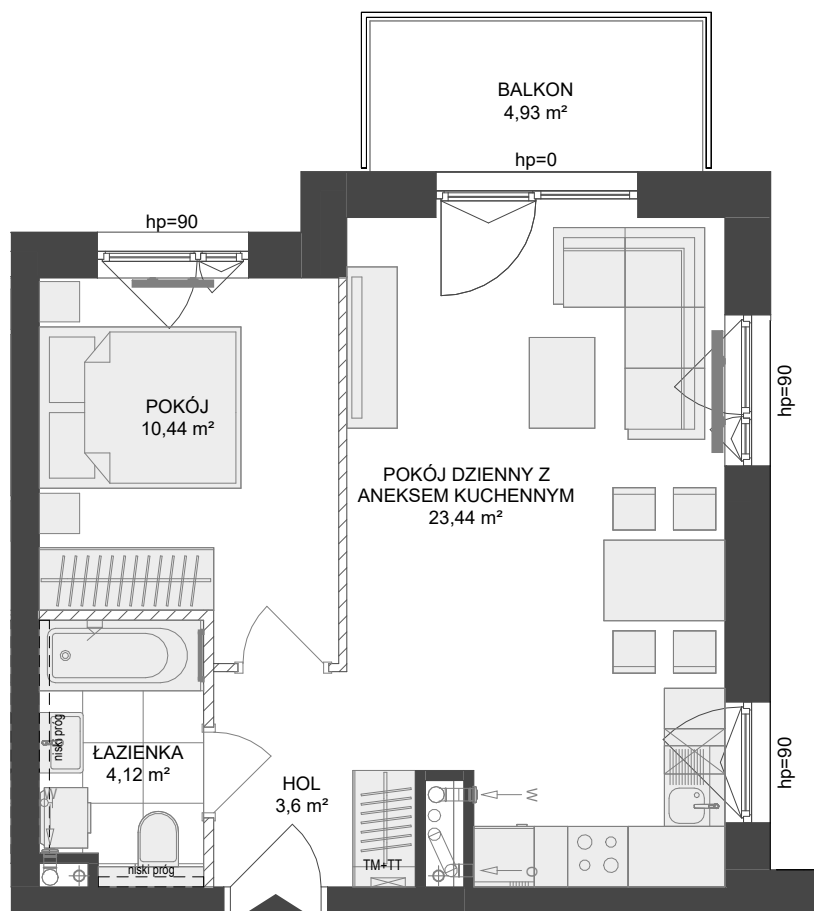 BALKON
4,93 m²
hp=0
hp=90
POKÓJ
10,44 m²
hp=90
POKÓJ DZIENNY Z
ANEKSEM KUCHENNYM
23,44 m²
niski próg
ŁAZIENKA
4,12 m²
HOL
3,6 m²
hp=90
W
W
O
TM+TT
niski próg